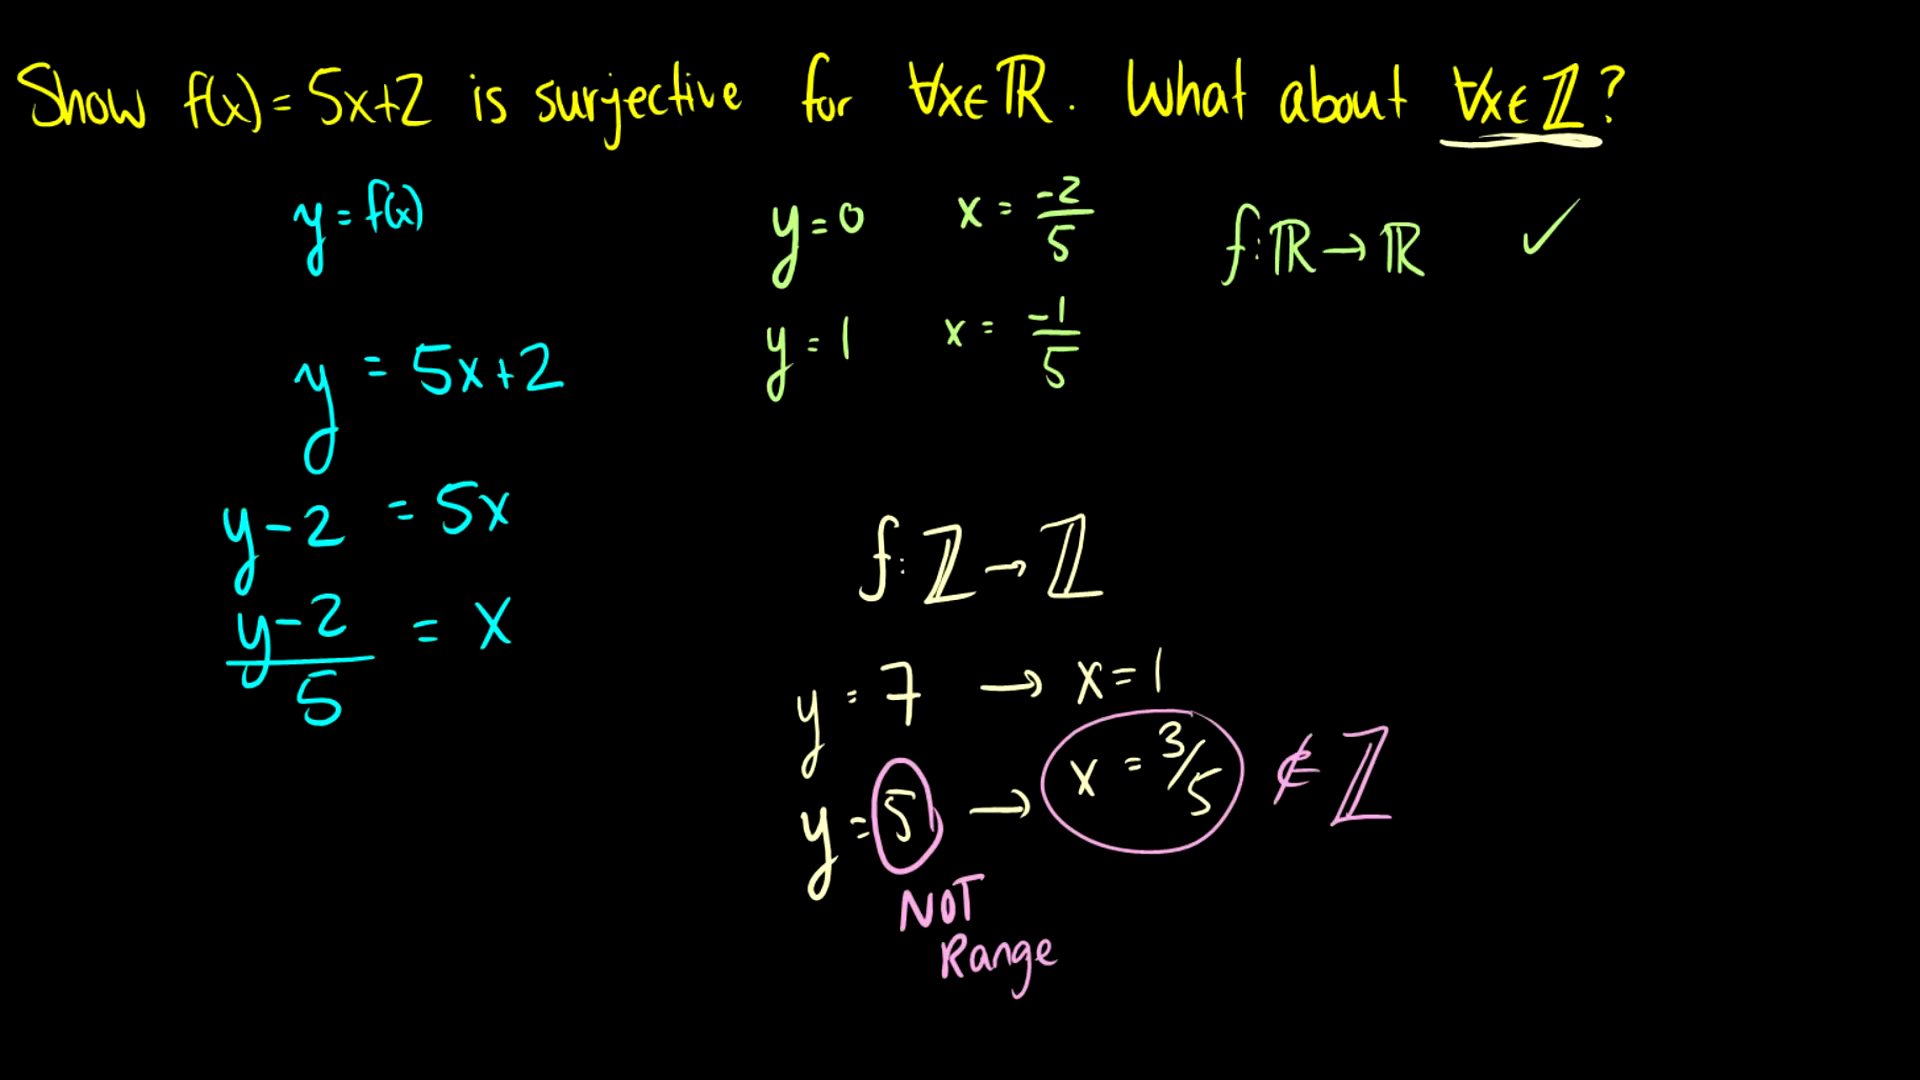 Show f(x) = 5x+2 is surjective for ∀x∈ℝ. What about ∀x∈ℤ?
y = f(x)
y = 5x+2
y-2 = 5x
y-2/5 = x
y=0 x = -2/5
y=1 x = -1/5
f:ℝ→ℝ ✓
f:ℤ→ℤ
y = 7 → x=1
y = 5 → x = 3/5 ∉ ℤ
NOT
Range